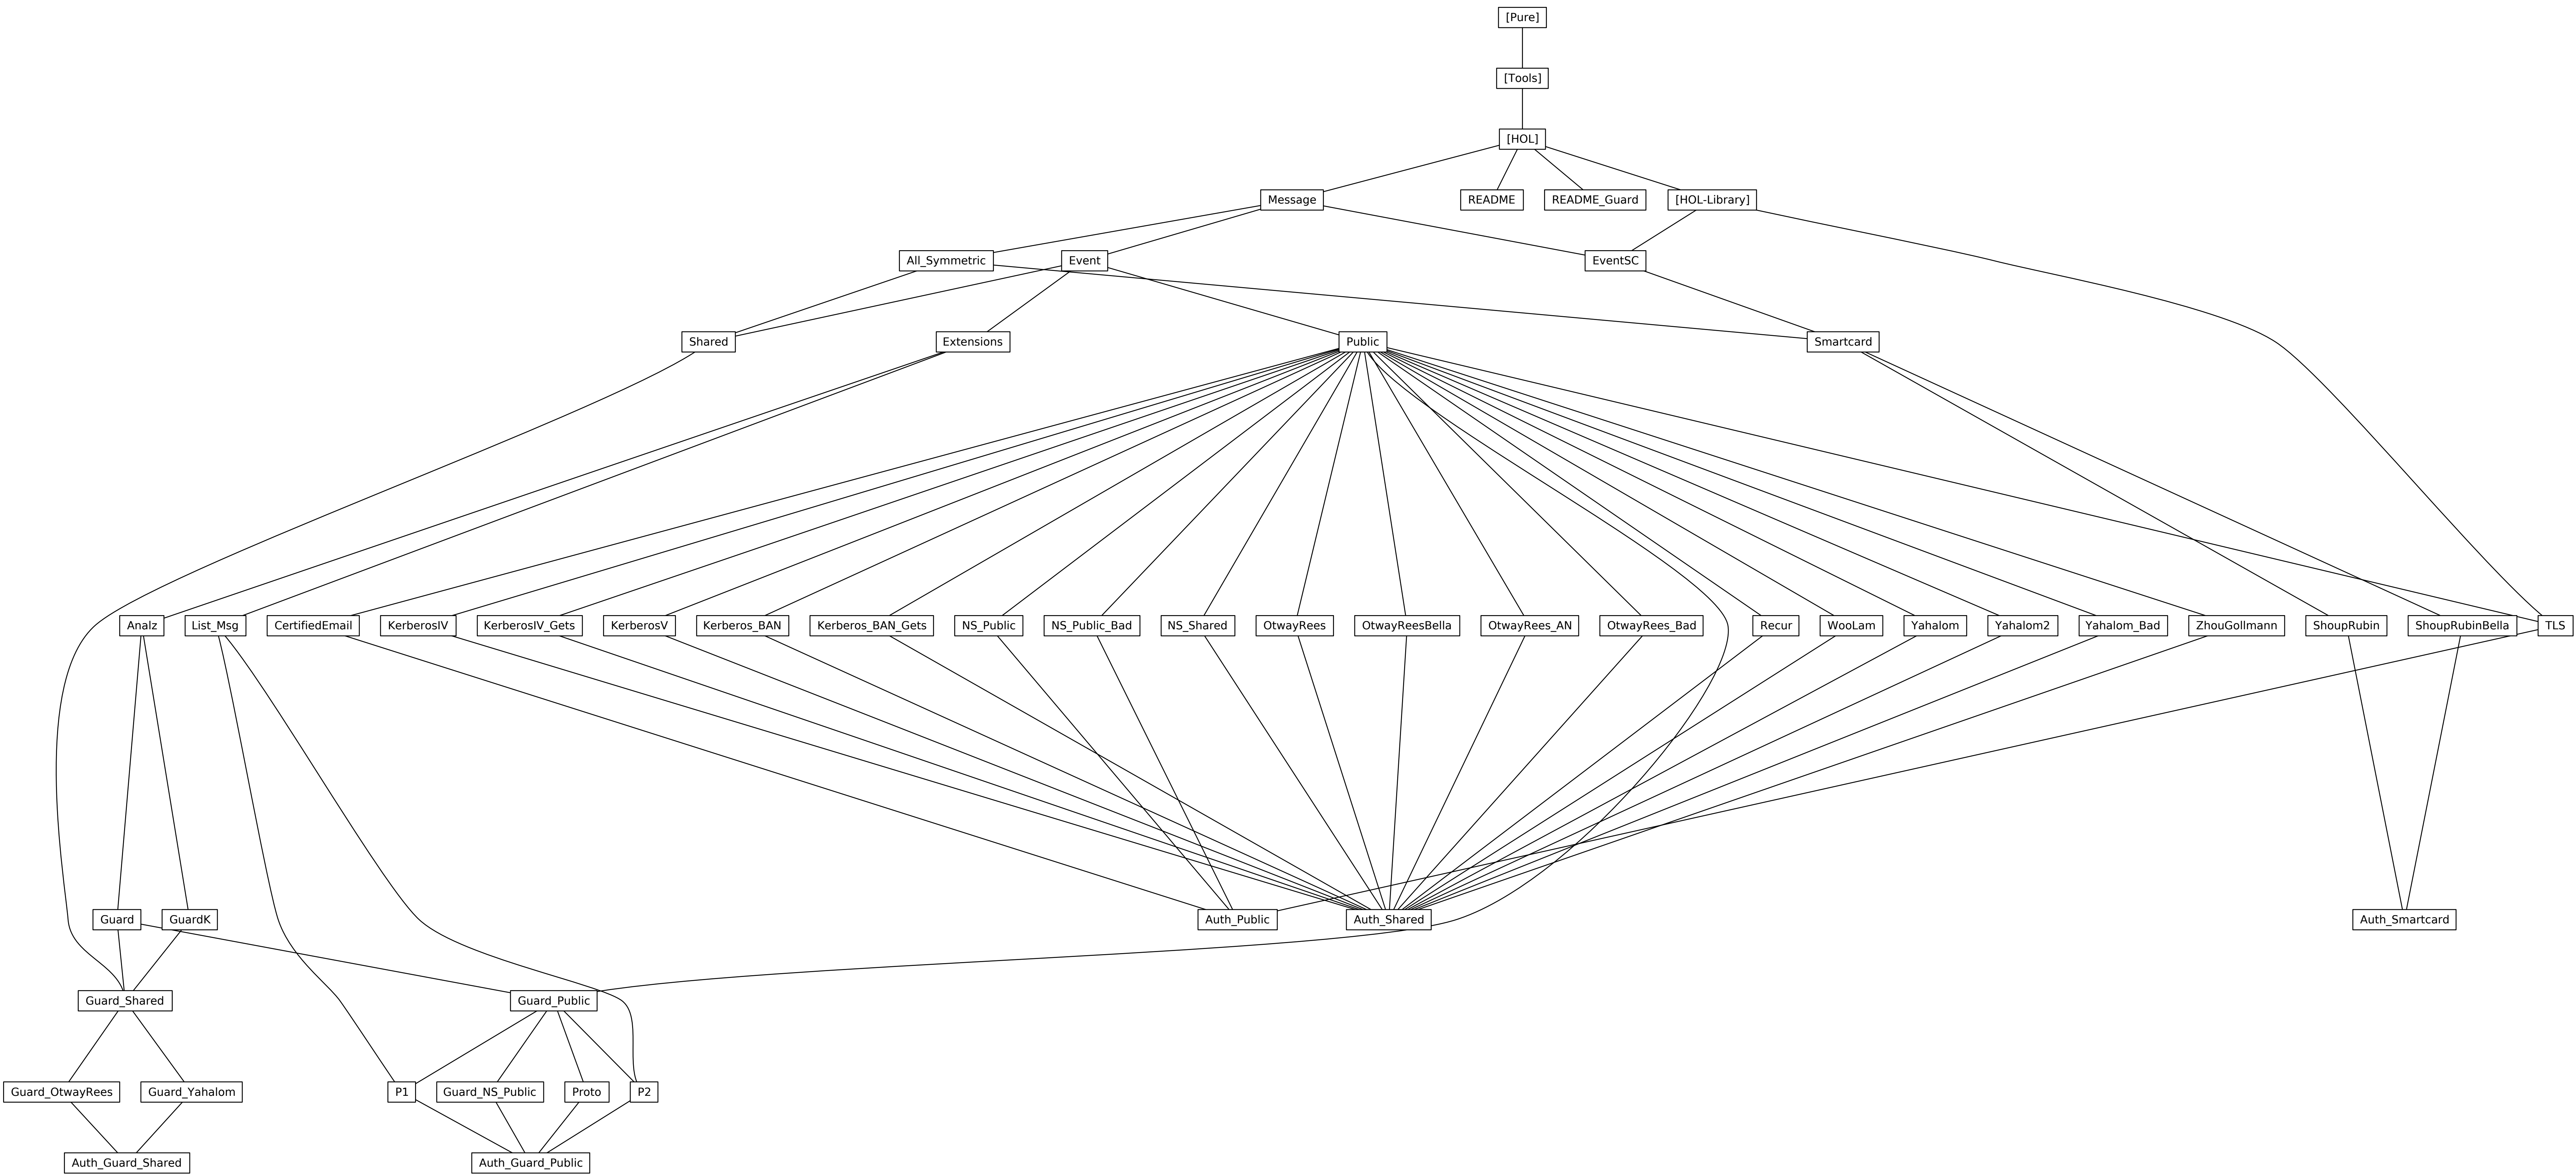 [Pure]
[Tools]
[HOL]
Message
README
README_Guard
[HOL-Library]
All_Symmetric
Event
EventSC
Shared
Extensions
Public
Smartcard
Analz
List_Msg
CertifiedEmail
KerberosIV
KerberosIV_Gets
KerberosV
Kerberos_BAN
Kerberos_BAN_Gets
NS_Public
NS_Public_Bad
NS_Shared
OtwayRees
OtwayReesBella
OtwayRees_AN
OtwayRees_Bad
Recur
WooLam
Yahalom
Yahalom2
Yahalom_Bad
ZhouGollmann
ShoupRubin
ShoupRubinBella
TLS
Guard
GuardK
Auth_Public
Auth_Shared
Auth_Smartcard
Guard_Shared
Guard_Public
Guard_OtwayRees
Guard_Yahalom
P1
Guard_NS_Public
Proto
P2
Auth_Guard_Shared
Auth_Guard_Public